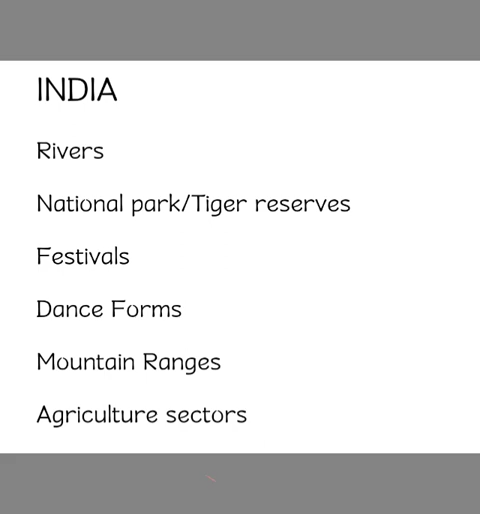 INDIA
Rivers
National park/Tiger reserves
Festivals
Dance Forms
Mountain Ranges
Agriculture sectors